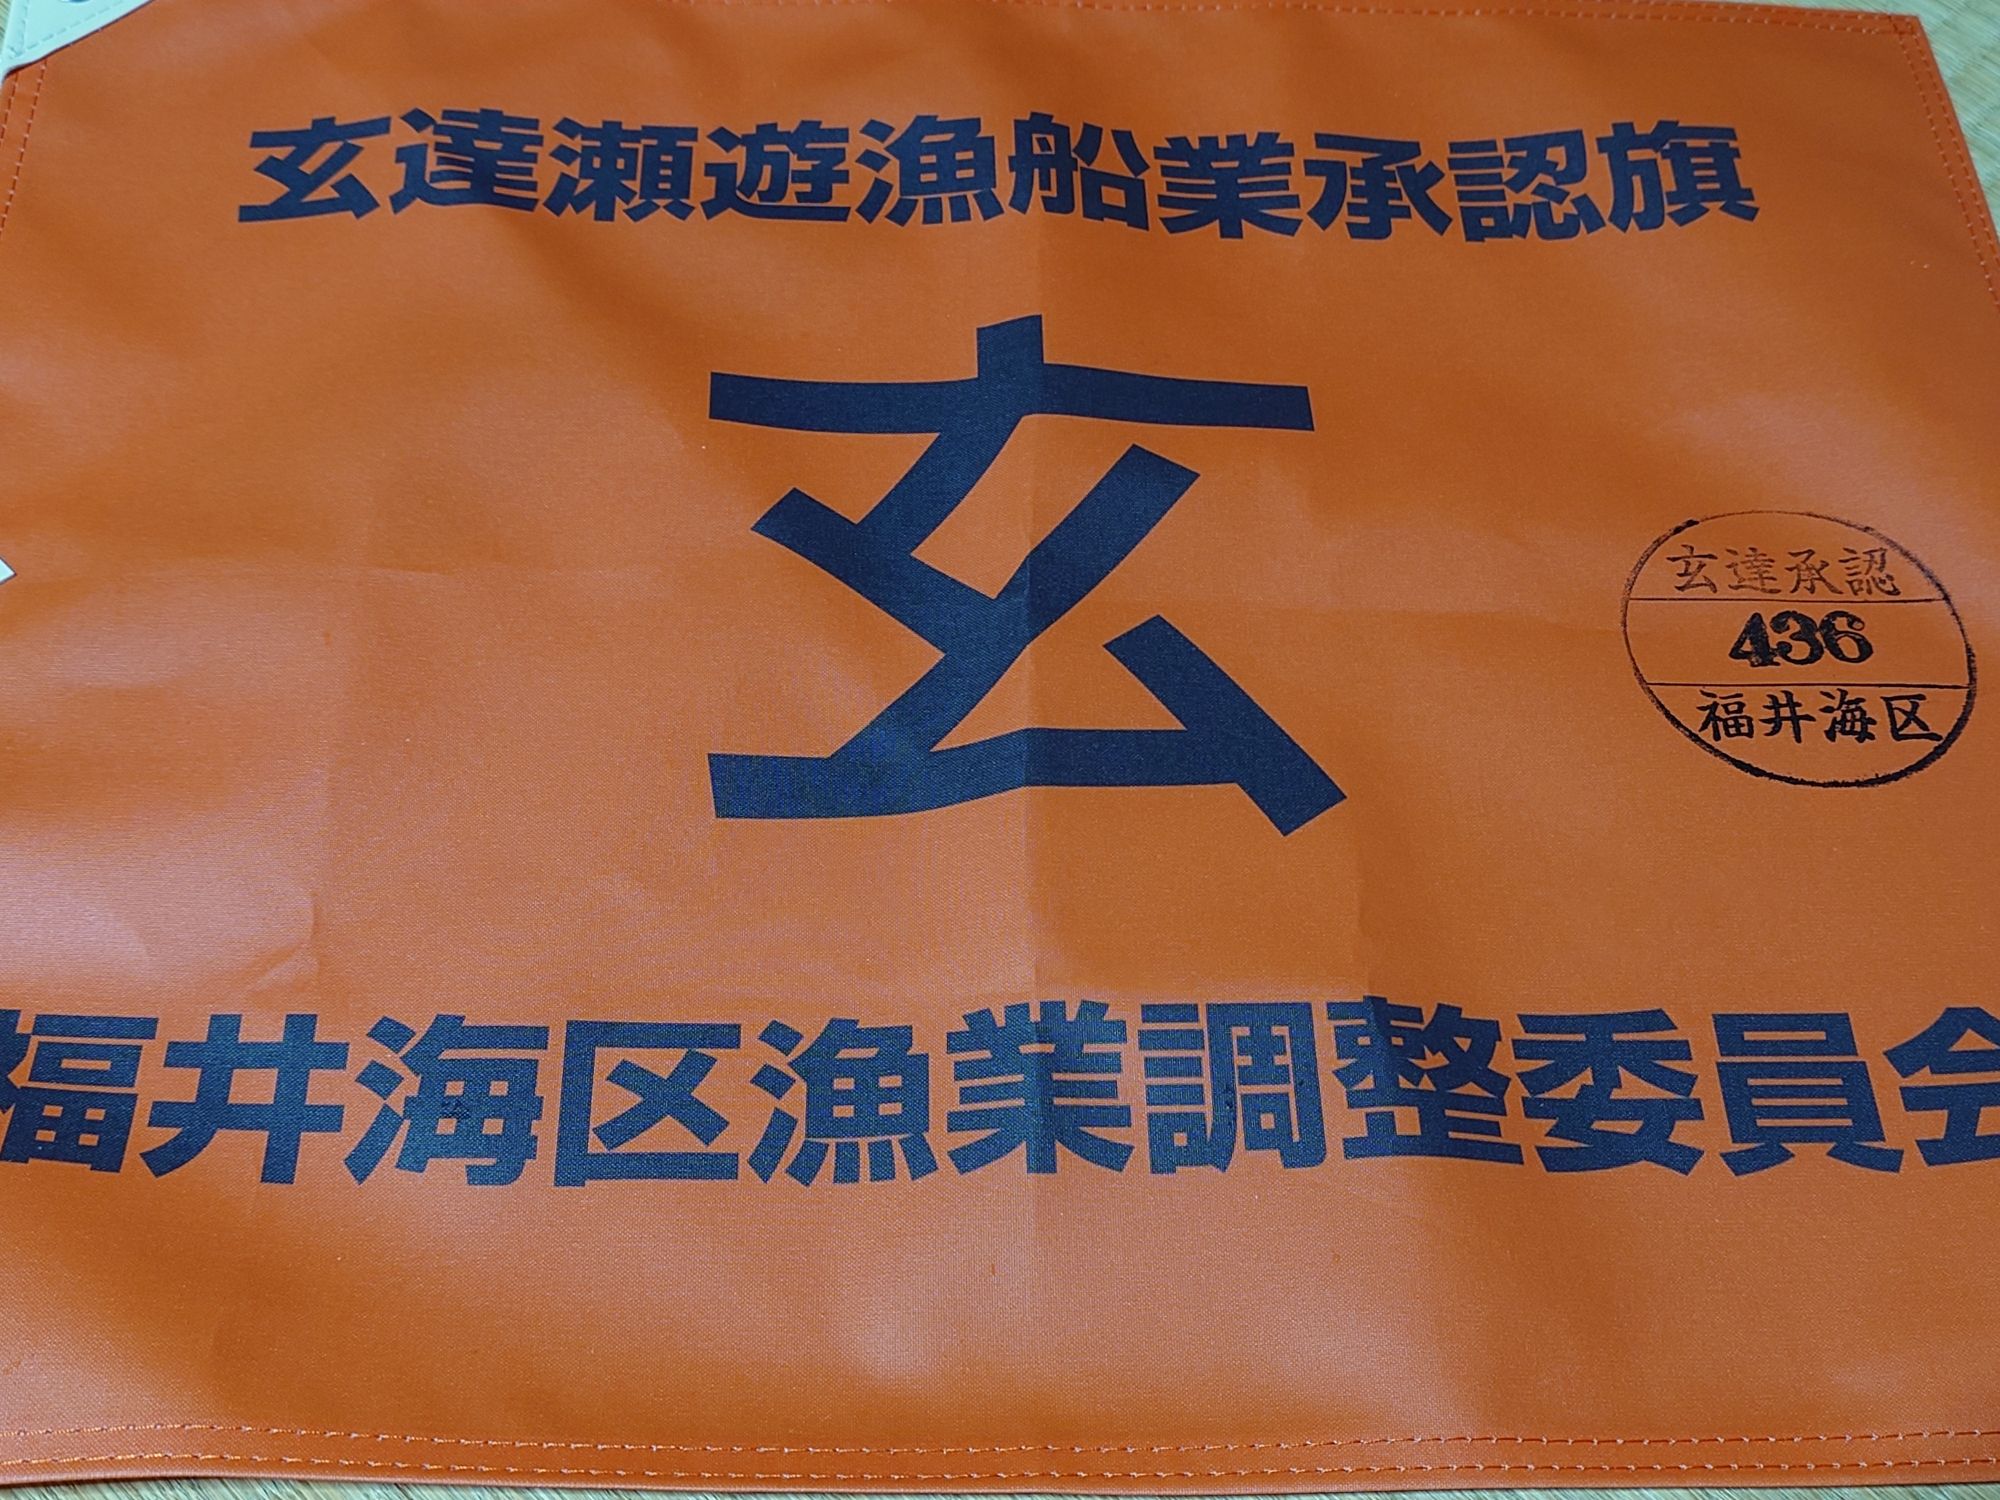 玄達瀬遊漁船業承認旗
玄
玄達承認
436
福井海区
福井海区漁業調整委員会